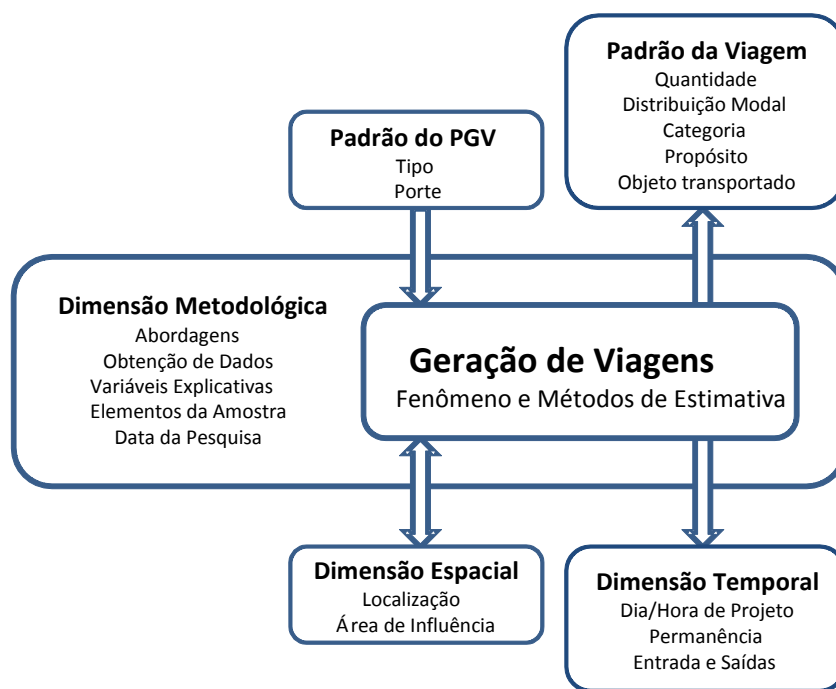 Padrão da Viagem
Quantidade
Distribuição Modal
Categoria
Propósito
Objeto transportado
Padrão do PGV
Tipo
Porte
Dimensão Metodológica
Abordagens
Obtenção de Dados
Variáveis Explicativas
Elementos da Amostra
Data da Pesquisa
Geração de Viagens
Fenômeno e Métodos de Estimativa
Dimensão Espacial
Localização
Área de Influência
Dimensão Temporal
Dia/Hora de Projeto
Permanência
Entrada e Saídas